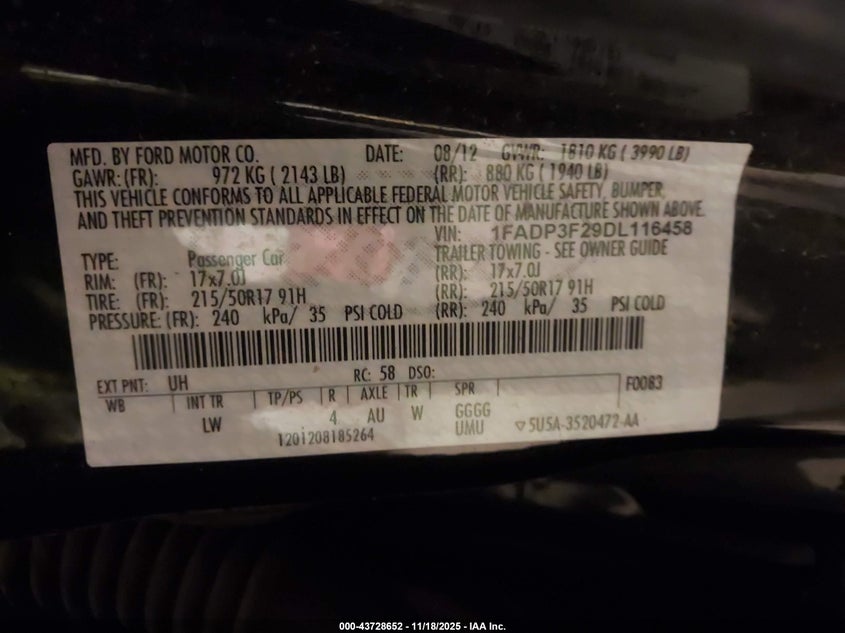 MFD. BY FORD MOTOR CO. DATE: 08/12 GVWR: 1810 KG ( 3990 LB)
GAWR: (FR): 972 KG ( 2143 LB) (RR): 880 KG ( 1940 LB)
THIS VEHICLE CONFORMS TO ALL APPLICABLE FEDERAL MOTOR VEHICLE SAFETY, BUMPER,
AND THEFT PREVENTION STANDARDS IN EFFECT ON THE DATE OF MANUFACTURE SHOWN ABOVE.
VIN: 1FADP3F29DL116458
TYPE: Passenger Car TRAILER TOWING - SEE OWNER GUIDE
RIM: (FR): 17x7.0J (RR): 17x7.0J
TIRE: (FR): 215/50R17 91H (RR): 215/50R17 91H
PRESSURE: (FR): 240 kPa/ 35 PSI COLD (RR): 240 kPa/ 35 PSI COLD
EXT PNT: UH RC: 58 DSO: F0083
WB INT TR TP/PS R AXLE TR SPR
LW 4 AU W GGGG
1201208185264 UMU ▽5U5A-3520472-AA
000-43728652 - 11/18/2025 - IAA Inc.